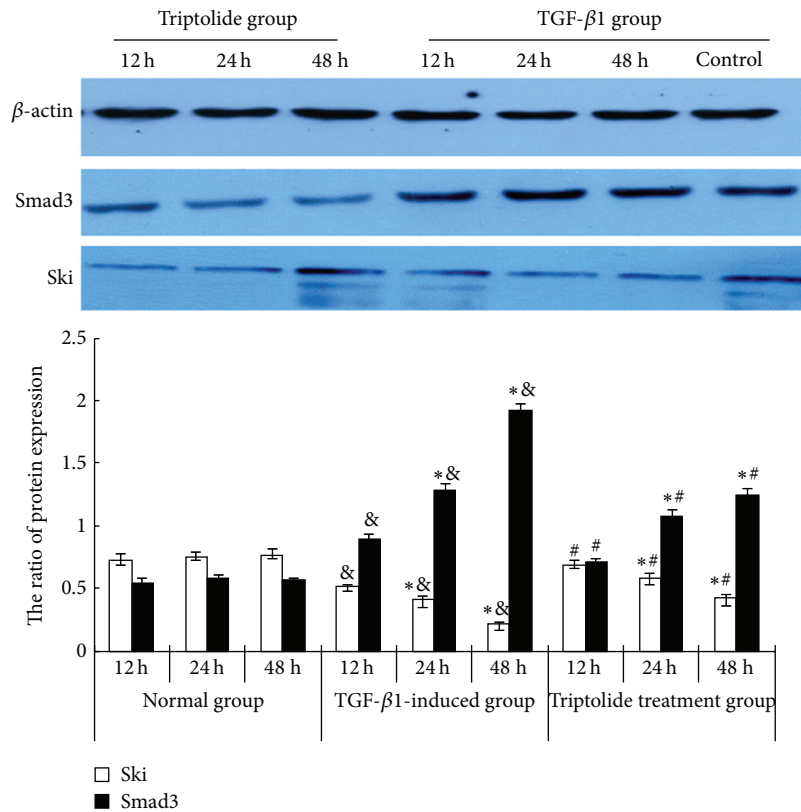 Triptolide group TGF-β1 group
12 h 24 h 48 h 12 h 24 h 48 h Control
β-actin
Smad3
Ski
2.5
2
1.5
1
0.5
0
The ratio of protein expression
& & *& *& *& *& # # *# *# *# *#
12 h 24 h 48 h 12 h 24 h 48 h 12 h 24 h 48 h
Normal group TGF-β1-induced group Triptolide treatment group
Ski
Smad3